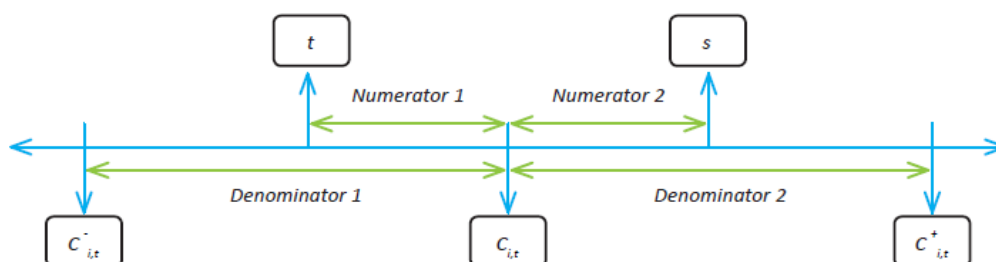 t s
Numerator 1 Numerator 2
Denominator 1 Denominator 2
C⁻i,t Ci,t C⁺i,t